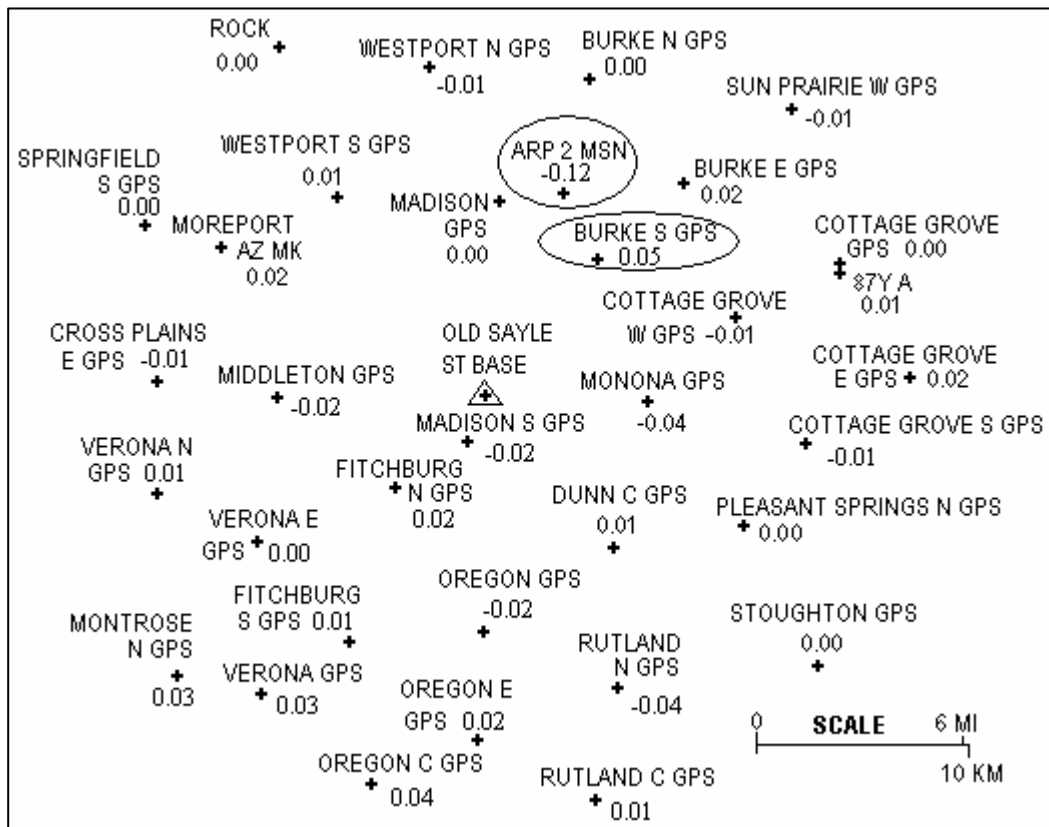 ROCK
0.00
WESTPORT N GPS
-0.01
BURKE N GPS
0.00
SUN PRAIRIE W GPS
-0.01
SPRINGFIELD
S GPS
0.00
WESTPORT S GPS
0.01
ARP 2 MSN
-0.12
BURKE E GPS
0.02
MADISON
GPS
0.00
MOREPORT
AZ MK
0.02
BURKE S GPS
0.05
COTTAGE GROVE
GPS 0.00
87Y A
0.01
COTTAGE GROVE
W GPS -0.01
CROSS PLAINS
E GPS -0.01
MIDDLETON GPS
-0.02
OLD SAYLE
ST BASE
MONONA GPS
-0.04
COTTAGE GROVE
E GPS 0.02
MADISON S GPS
-0.02
COTTAGE GROVE S GPS
-0.01
VERONA N
GPS 0.01
FITCHBURG
N GPS
0.02
DUNN C GPS
0.01
PLEASANT SPRINGS N GPS
0.00
VERONA E
GPS 0.00
OREGON GPS
-0.02
FITCHBURG
S GPS 0.01
MONTROSE
N GPS
0.03
VERONA GPS
0.03
RUTLAND
N GPS
-0.04
STOUGHTON GPS
0.00
OREGON E
GPS 0.02
OREGON C GPS
0.04
RUTLAND C GPS
0.01
0 SCALE 6 MI
10 KM